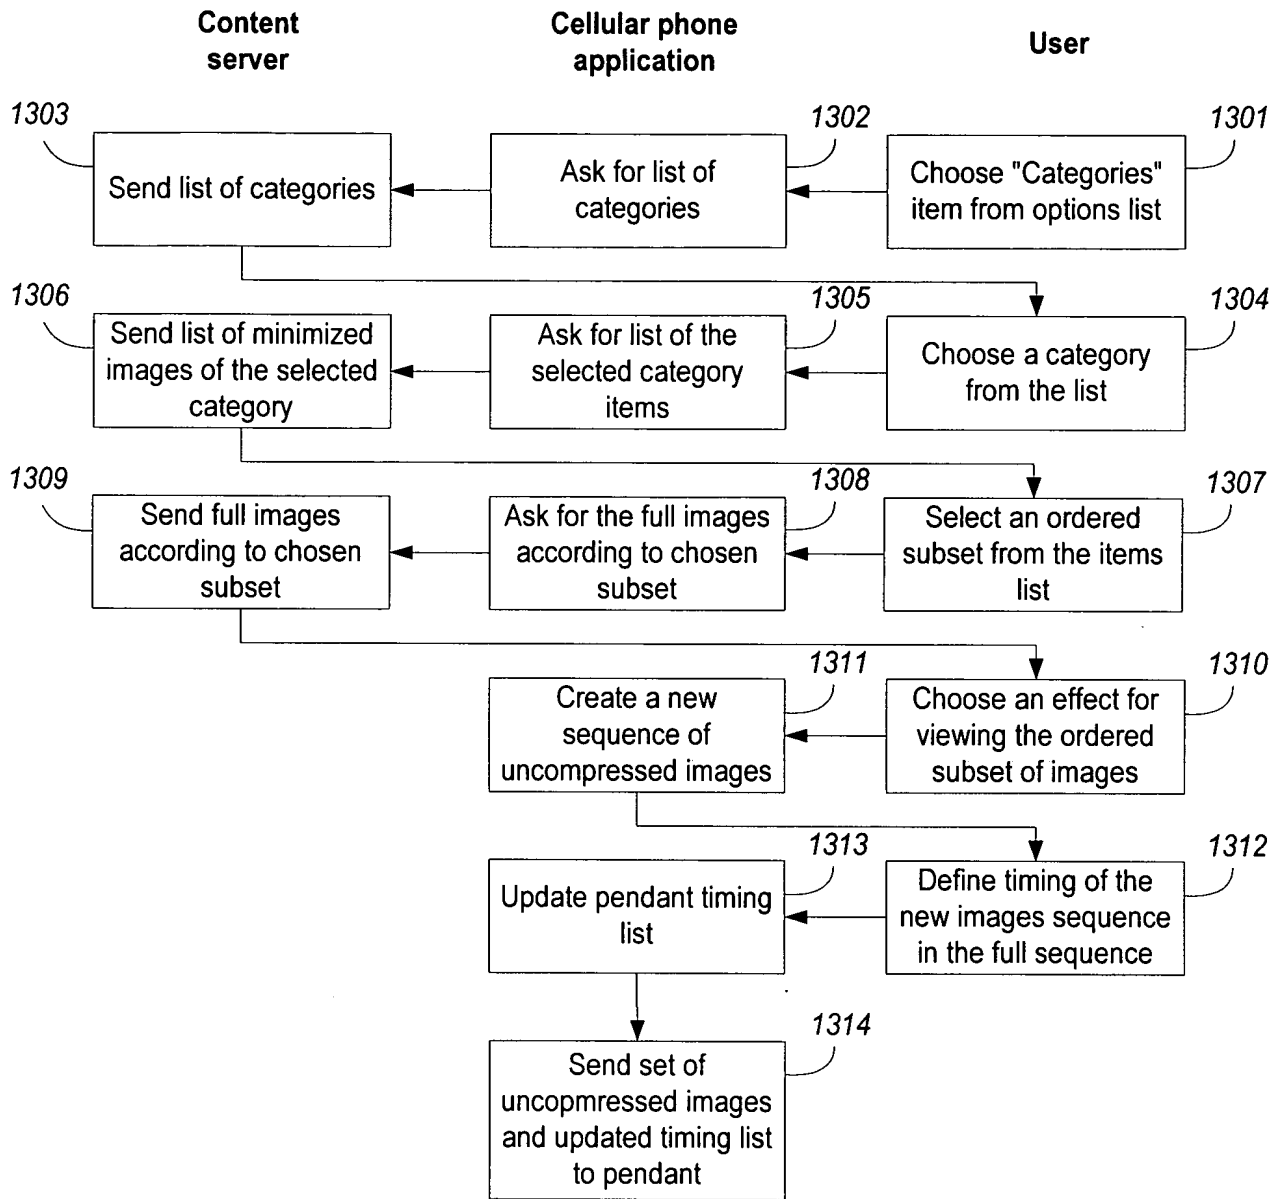 Content
server
Cellular phone
application
User
1303
1302
1301
Send list of categories
Ask for list of
categories
Choose "Categories"
item from options list
1306
1305
1304
Send list of minimized
images of the selected
category
Ask for list of the
selected category
items
Choose a category
from the list
1309
1308
1307
Send full images
according to chosen
subset
Ask for the full images
according to chosen
subset
Select an ordered
subset from the items
list
1311
1310
Create a new
sequence of
uncompressed images
Choose an effect for
viewing the ordered
subset of images
1313
1312
Update pendant timing
list
Define timing of the
new images sequence
in the full sequence
1314
Send set of
uncopmressed images
and updated timing list
to pendant